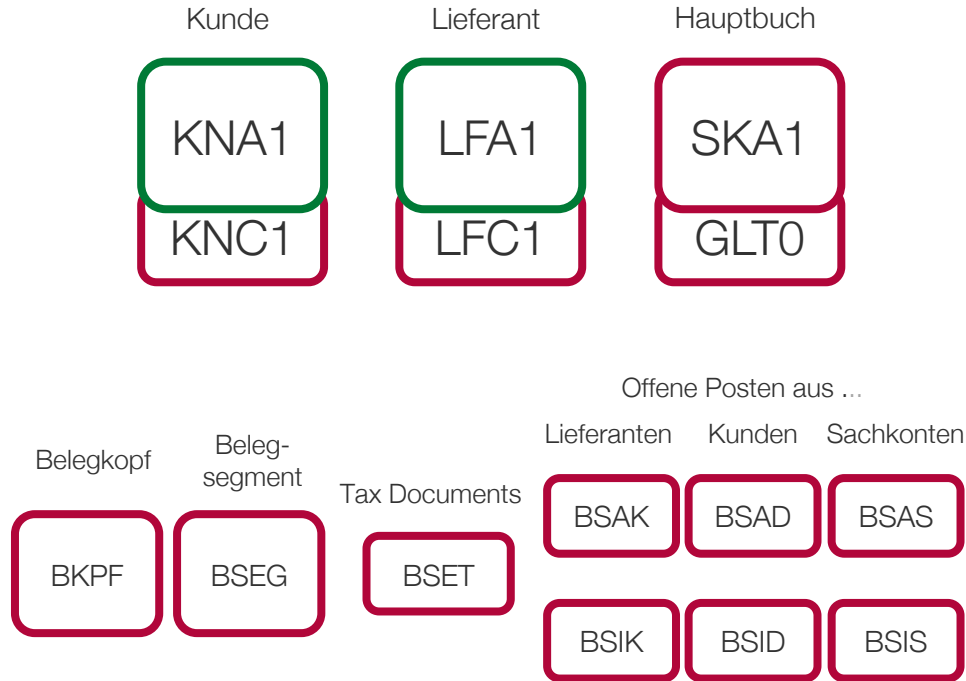 Kunde
Lieferant
Hauptbuch
KNA1
LFA1
SKA1
KNC1
LFC1
GLT0
Offene Posten aus ...
Lieferanten
Kunden
Sachkonten
Belegkopf
Beleg-
segment
Tax Documents
BSAK
BSAD
BSAS
BKPF
BSEG
BSET
BSIK
BSID
BSIS